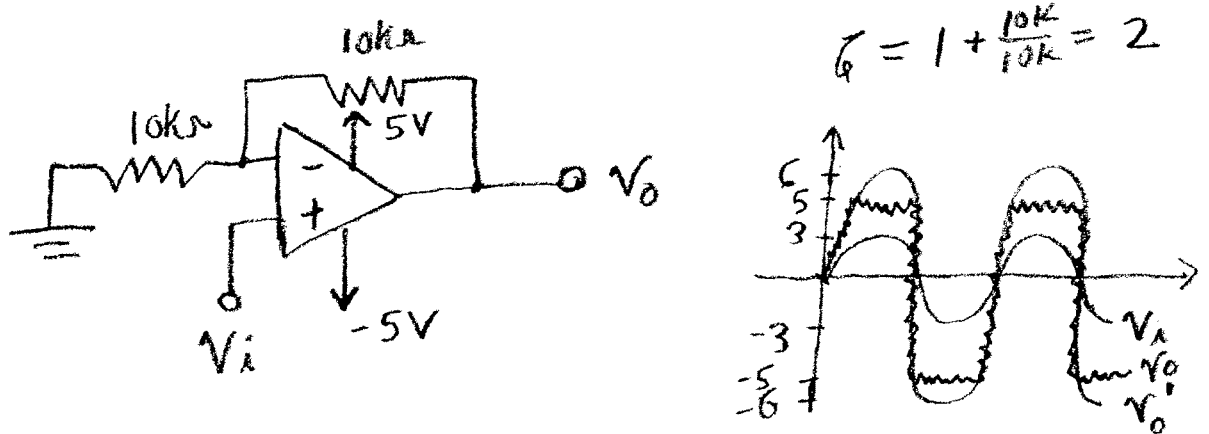 10kΩ
10kΩ
5V
-
+
-5V
Vi
Vo
G = 1 + 10k/10k = 2
6
5
3
-3
-5
-6
Vi
Vo
Vo'